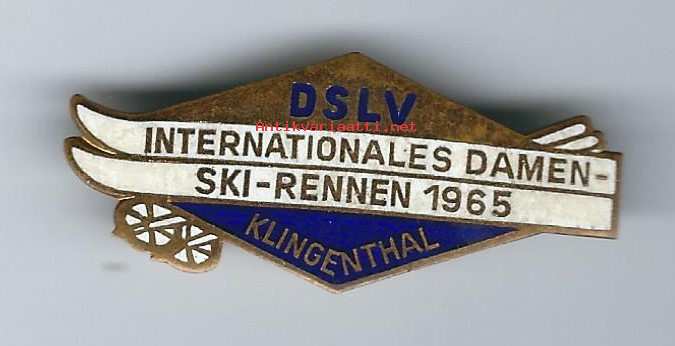 DSLV
Antikvariaatti.net
INTERNATIONALES DAMEN-
SKI-RENNEN 1965
KLINGENTHAL